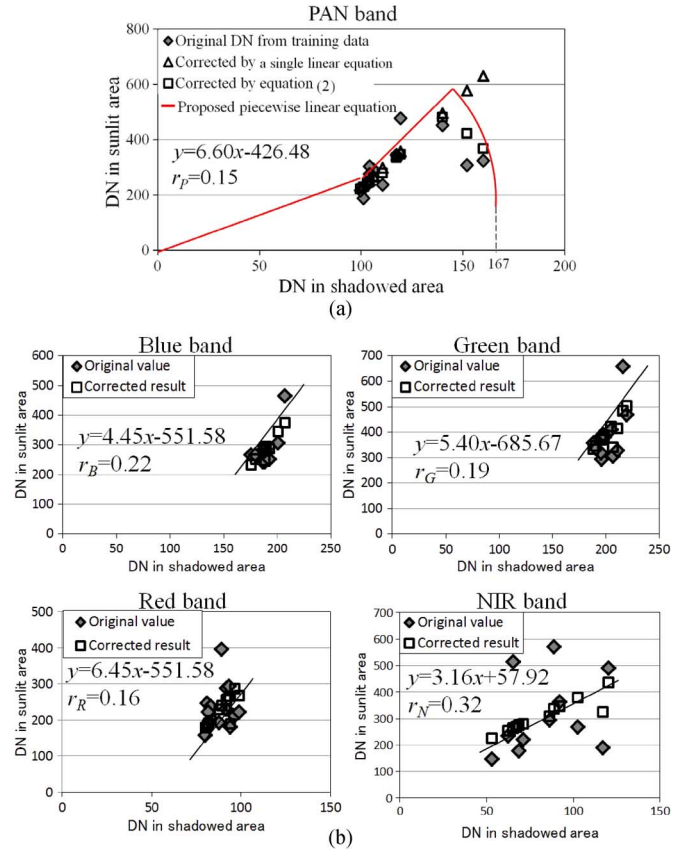 PAN band
DN in sunlit area
800
600
400
200
0
Original DN from training data
Corrected by a single linear equation
Corrected by equation (2)
Proposed piecewise linear equation
y=6.60x-426.48
rP=0.15
167
0 50 100 150 200
DN in shadowed area
(a)
Blue band
DN in sunlit area
600
500
400
300
200
100
0
Original value
Corrected result
y=4.45x-551.58
rB=0.22
0 50 100 150 200 250
DN in shadowed area
Green band
DN in sunlit area
700
600
500
400
300
200
100
0
Original value
Corrected result
y=5.40x-685.67
rG=0.19
0 50 100 150 200 250
DN in shadowed area
Red band
DN in sunlit area
500
400
300
200
100
0
Original value
Corrected result
y=6.45x-551.58
rR=0.16
0 50 100 150
DN in shadowed area
NIR band
DN in sunlit area
700
600
500
400
300
200
100
0
Original value
Corrected result
y=3.16x+57.92
rN=0.32
0 50 100 150
DN in shadowed area
(b)